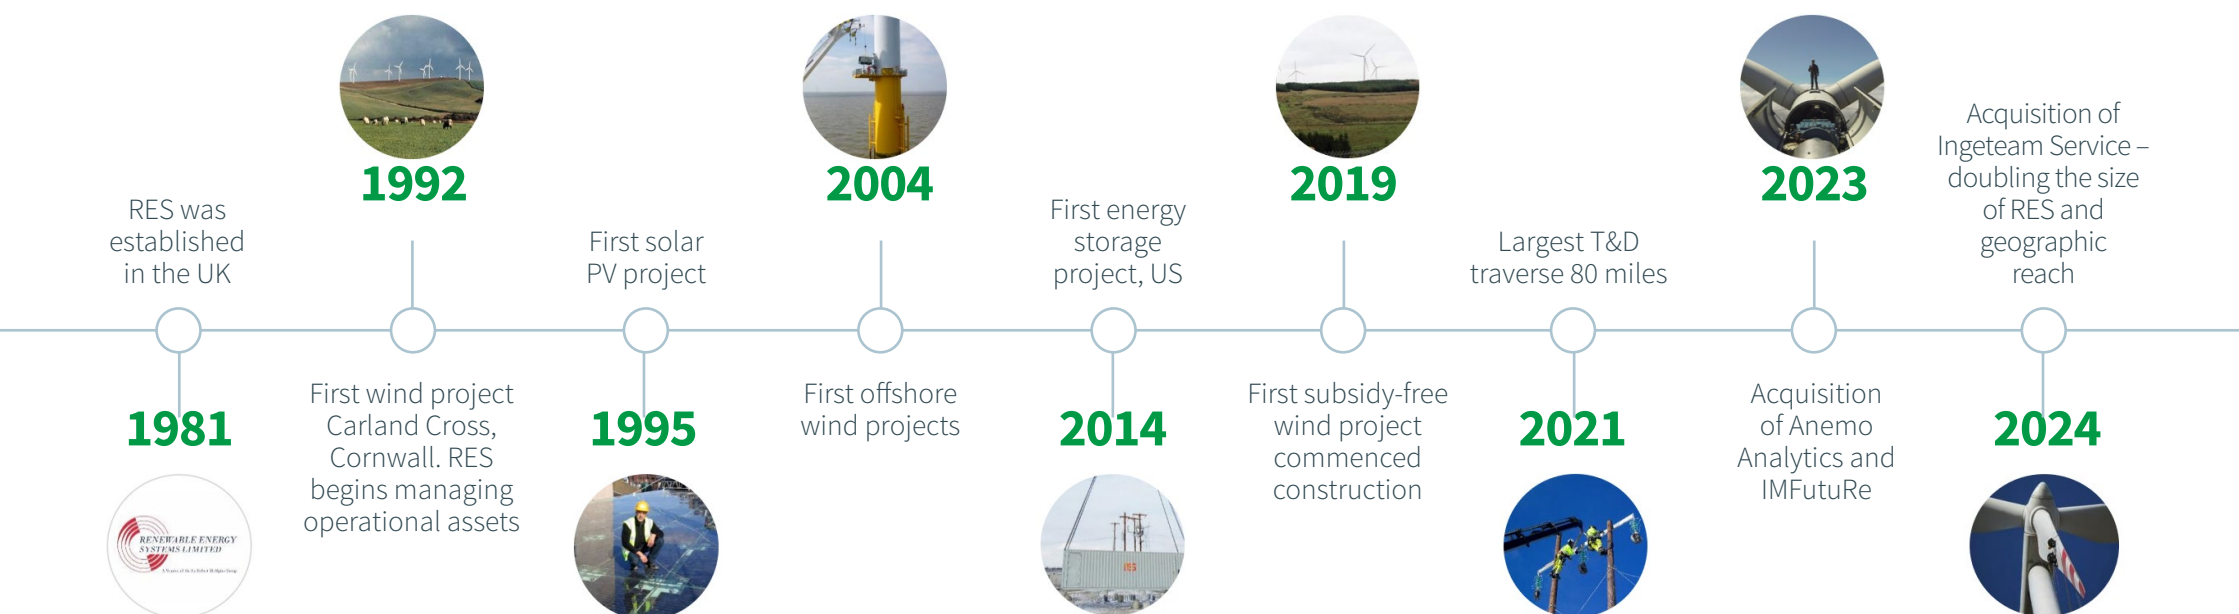 RES was
established
in the UK
1981
RENEWABLE ENERGY
SYSTEMS LIMITED
1992
First wind project
Carland Cross,
Cornwall. RES
begins managing
operational assets
First solar
PV project
1995
2004
First offshore
wind projects
First energy
storage
project, US
2014
RES
2019
First subsidy-free
wind project
commenced
construction
Largest T&D
traverse 80 miles
2021
2023
Acquisition
of Anemo
Analytics and
IMFutuRe
Acquisition of
Ingeteam Service –
doubling the size
of RES and
geographic
reach
2024